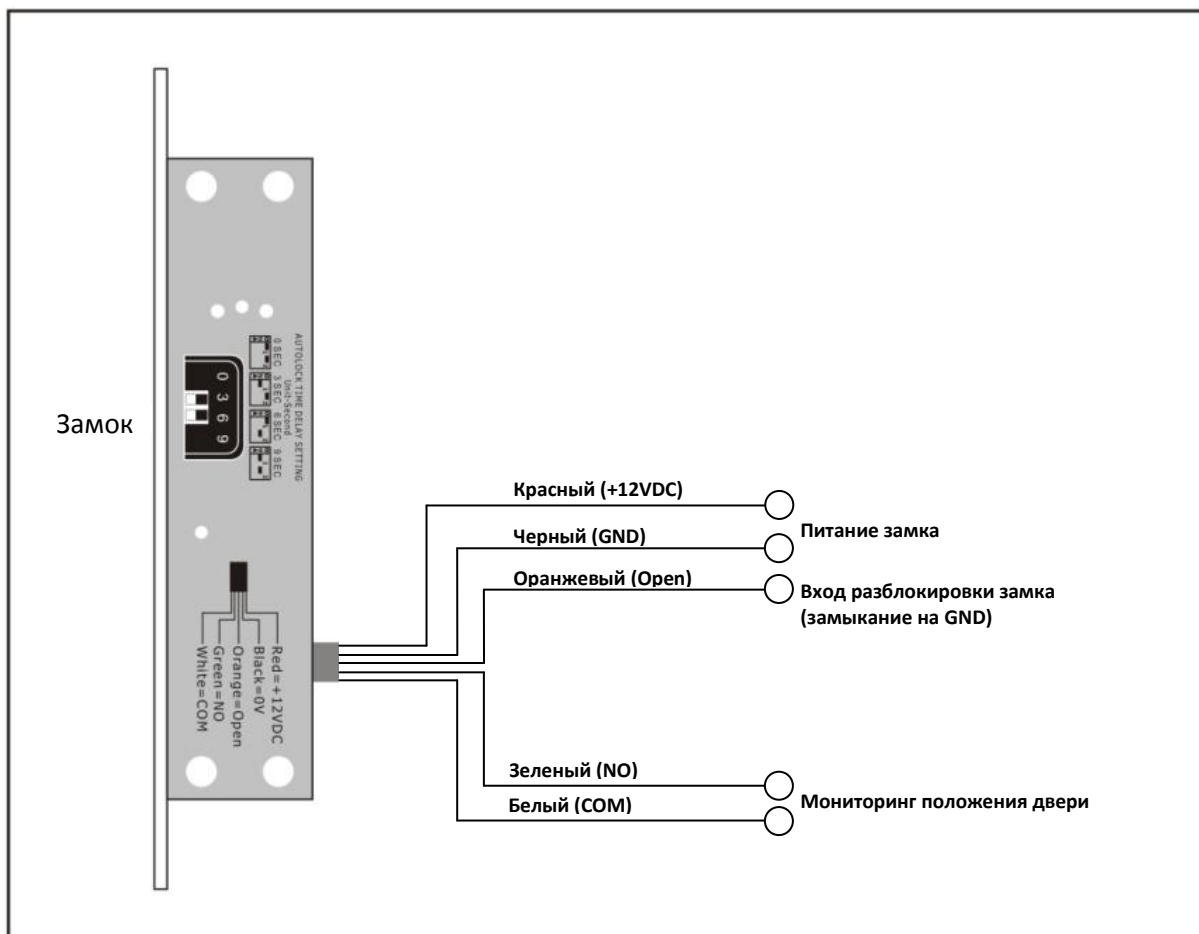 Замок
AUTOLOCK TIME DELAY SETTING
Unit-Second
0 SEC 3 SEC 6 SEC 9 SEC
0 3 6 9
Red=+12VDC
Black=0V
Orange=Open
Green=NO
White=COM
Красный (+12VDC)
Черный (GND)
Питание замка
Оранжевый (Open)
Вход разблокировки замка
(замыкание на GND)
Зеленый (NO)
Белый (COM)
Мониторинг положения двери